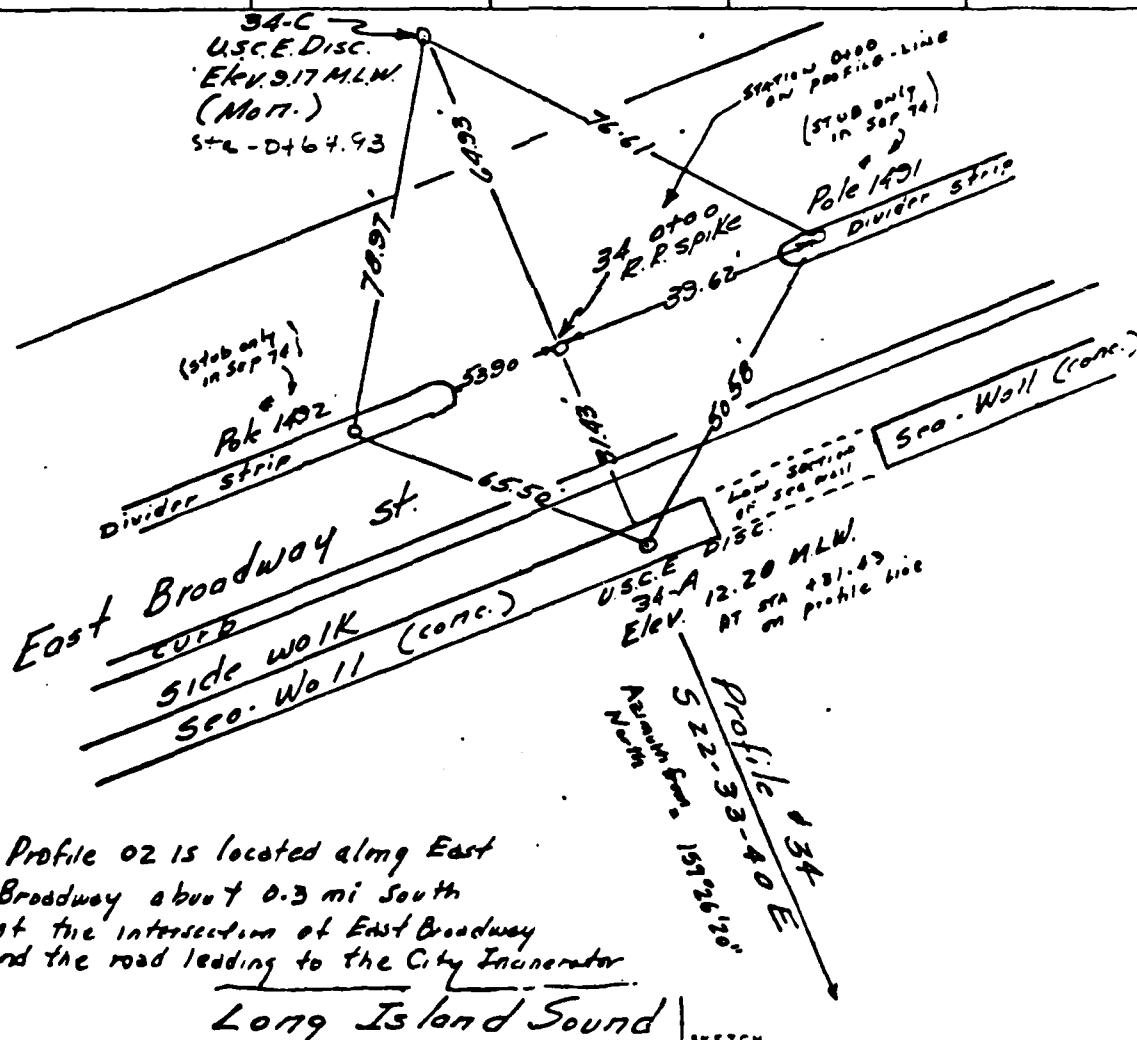 34-C
U.S.C.E. Disc.
Elev. 9.17 M.L.W.
(Mon.)
Sta-0+64.93
STATION 0+00
ON PROFILE-LINE
(STUB ONLY
in Sep 74)
Pole # 1491
Divider strip
76.61'
64.93'
78.97'
34 0+00
R.R. Spike
39.62'
(stub only
in Sep 74)
Pole # 1492
Divider strip
53.90
31.43
50.58'
65.50'
Sea-Wall (conc.)
LOW SECTION
OF sea wall
East Broadway St.
curb
Side walk
Sea-Wall (conc.)
U.S.C.E DISC.
34-A
Elev. 12.20 M.L.W.
AT STA +31.43
on profile line
Profile # 34
S 22-33-40 E
Azimuth from
North = 157°26'20"
Profile 02 is located along East
Broadway about 0.3 mi South
of the intersection of East Broadway
and the road leading to the City Incinerator
Long Island Sound
SKETCH